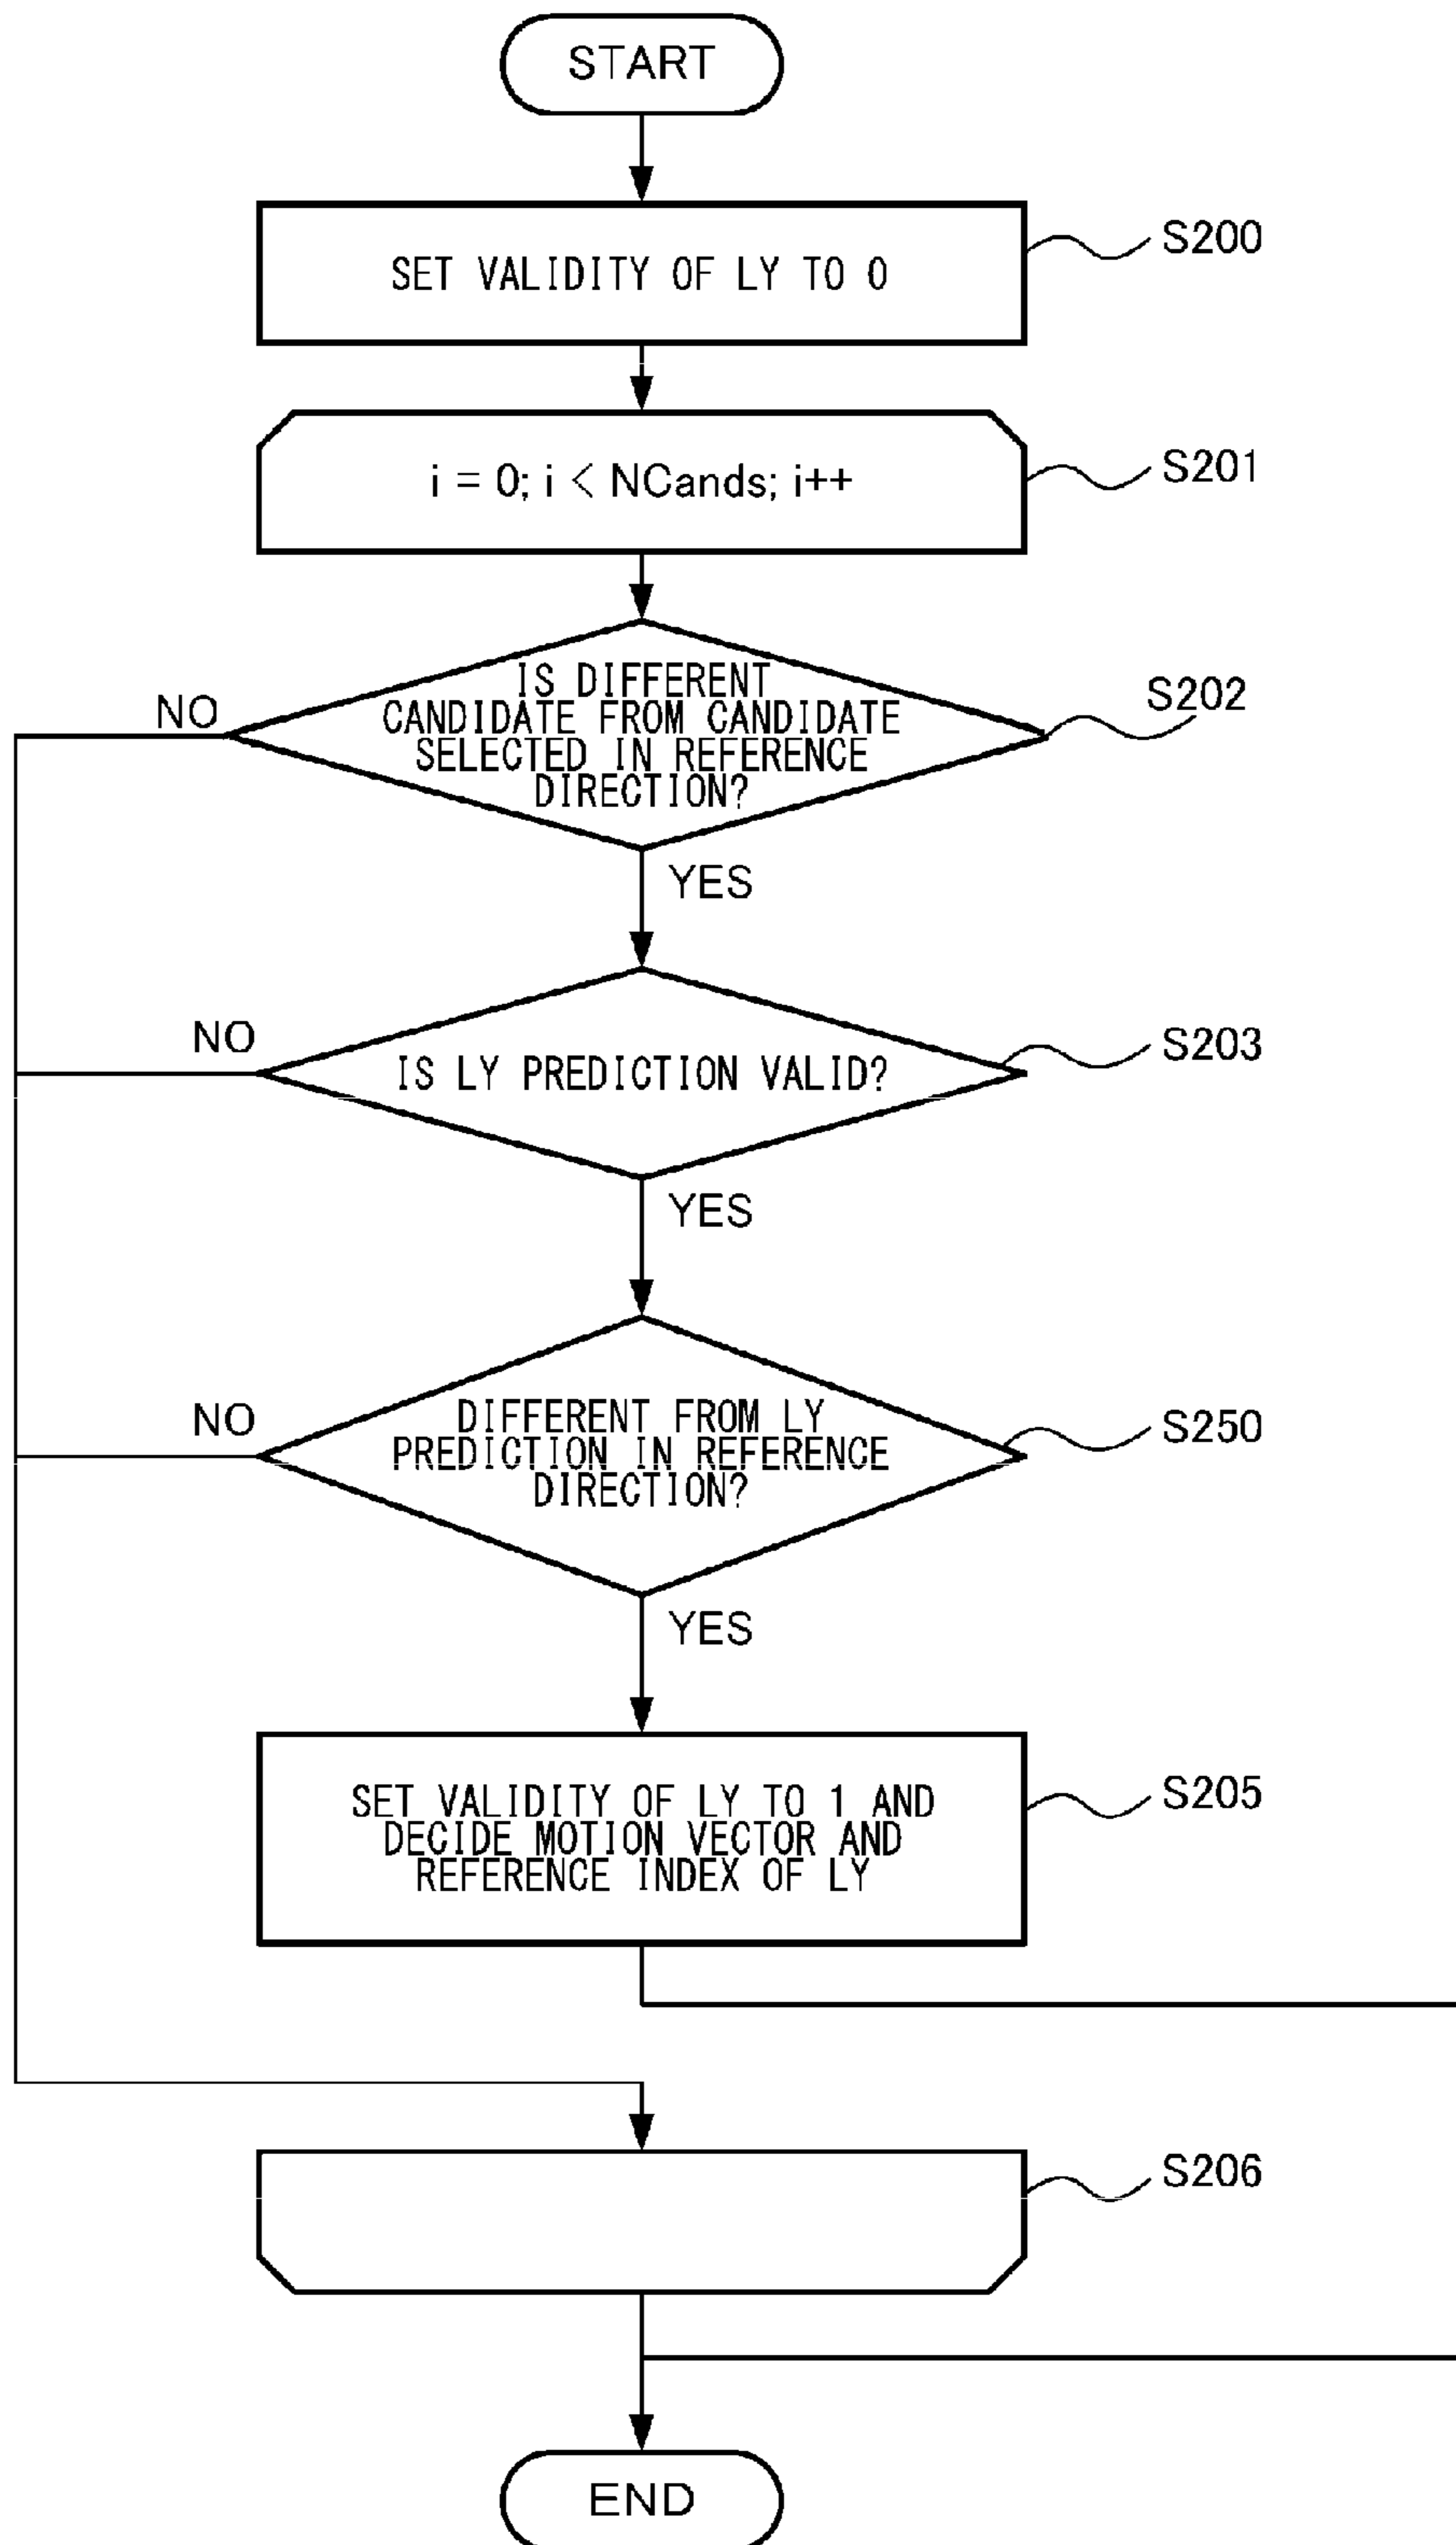 START
S200
SET VALIDITY OF LY TO 0
S201
i = 0; i < NCands; i++
S202
NO
IS DIFFERENT
CANDIDATE FROM CANDIDATE
SELECTED IN REFERENCE
DIRECTION?
YES
NO
S203
IS LY PREDICTION VALID?
YES
NO
S250
DIFFERENT FROM LY
PREDICTION IN REFERENCE
DIRECTION?
YES
S205
SET VALIDITY OF LY TO 1 AND
DECIDE MOTION VECTOR AND
REFERENCE INDEX OF LY
S206
END